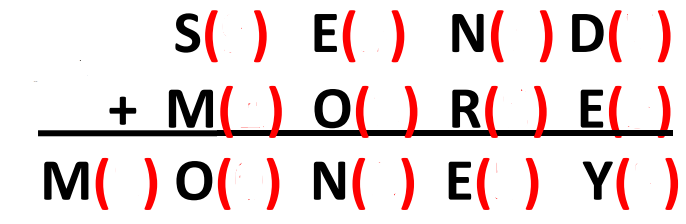 S( ) E( ) N( ) D( )
+ M( ) O( ) R( ) E( )
M( ) O( ) N( ) E( ) Y( )